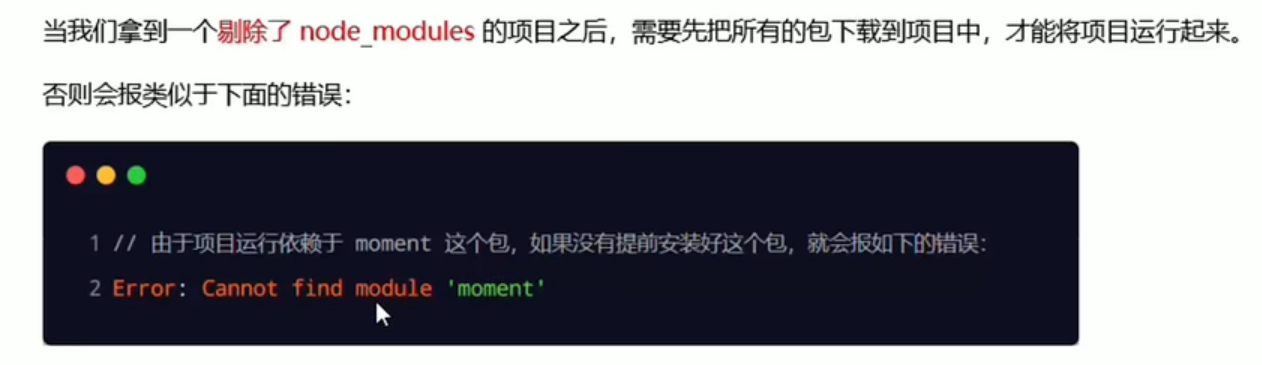 当我们拿到一个剔除了 node_modules 的项目之后，需要先把所有的包下载到项目中，才能将项目运行起来。
否则会报类似于下面的错误：
1 // 由于项目运行依赖于 moment 这个包，如果没有提前安装好这个包，就会报如下的错误：
2 Error: Cannot find module 'moment'